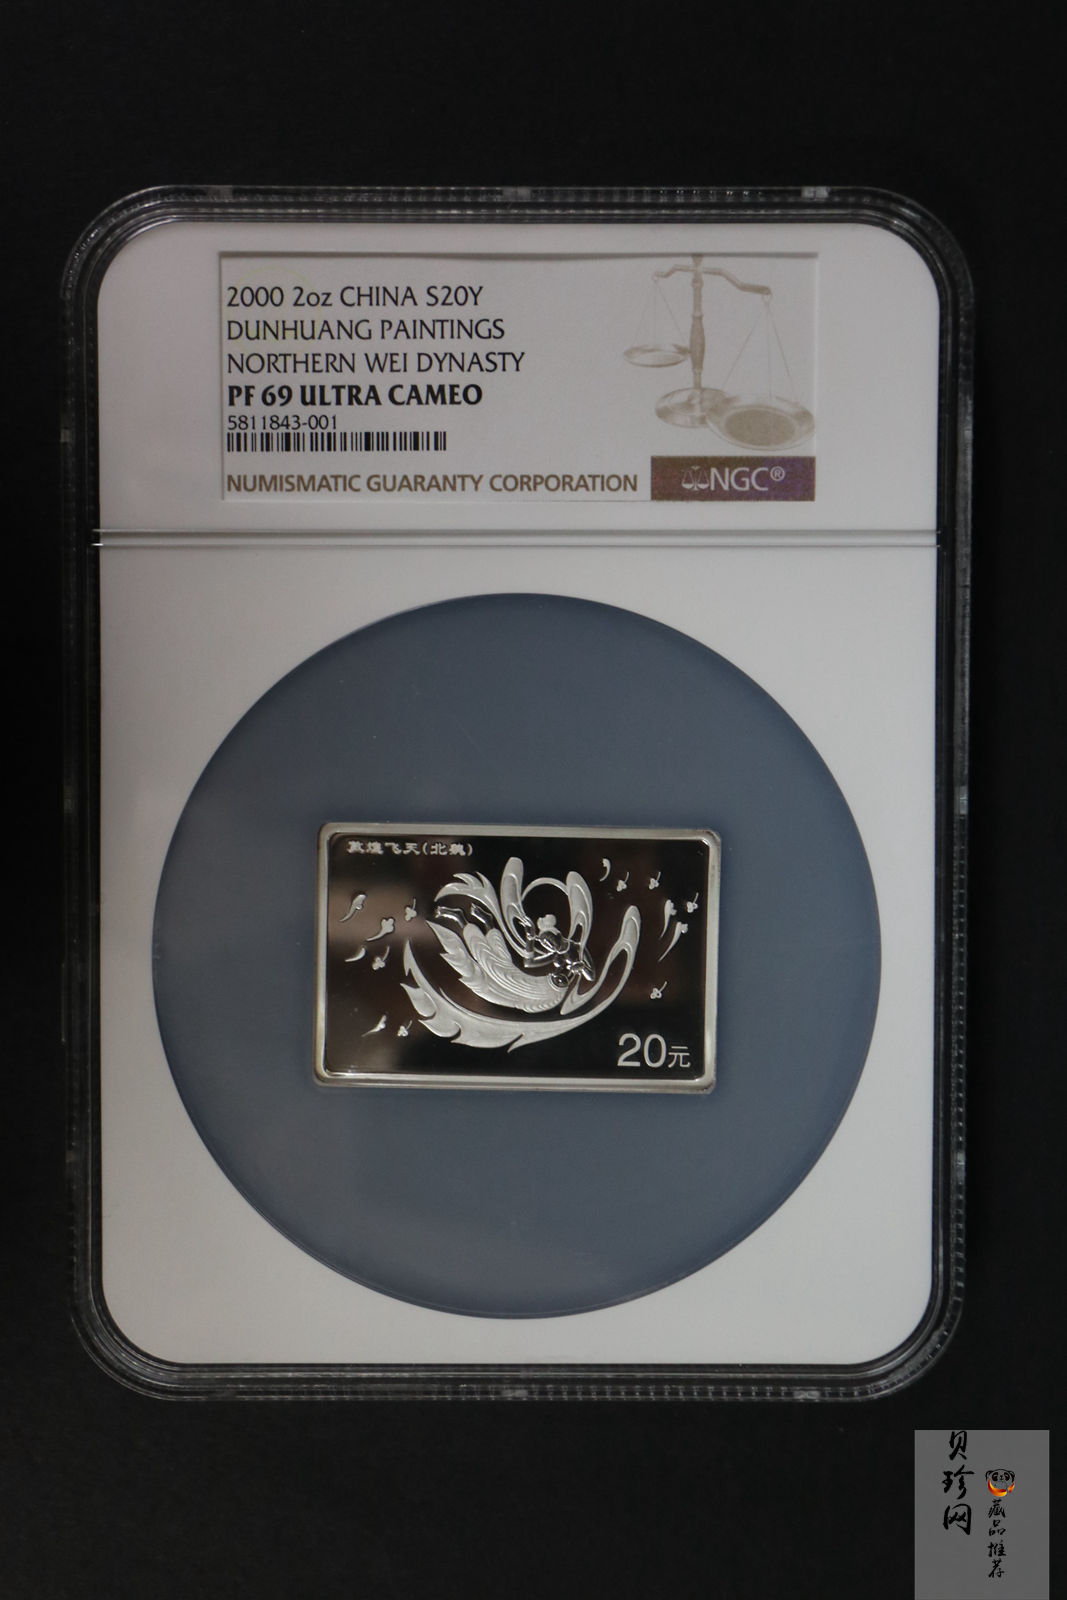 2000 2oz CHINA S20Y
DUNHUANG PAINTINGS
NORTHERN WEI DYNASTY
PF 69 ULTRA CAMEO
5811843-001
NUMISMATIC GUARANTY CORPORATION
NGC®
敦煌飞天(北魏)
20元
贝珍网
藏品推荐